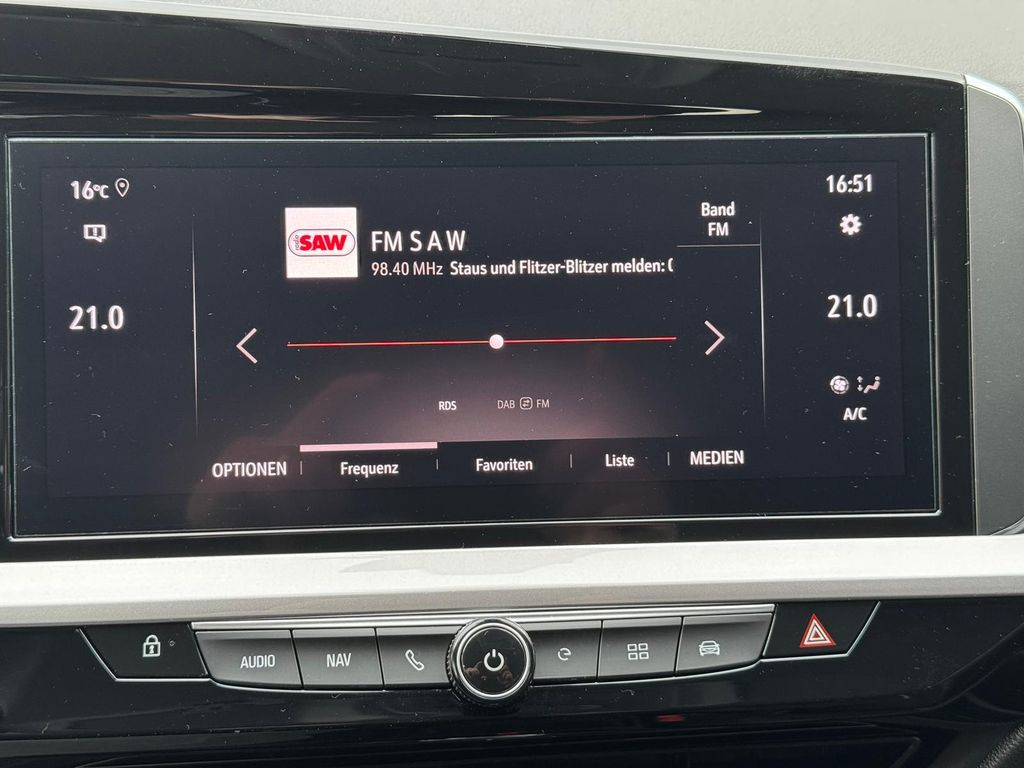 16°C
16:51
radio SAW
FM S A W
98.40 MHz Staus und Flitzer-Blitzer melden: (
Band
FM
21.0
21.0
RDS
DAB FM
A/C
OPTIONEN
Frequenz
Favoriten
Liste
MEDIEN
AUDIO
NAV